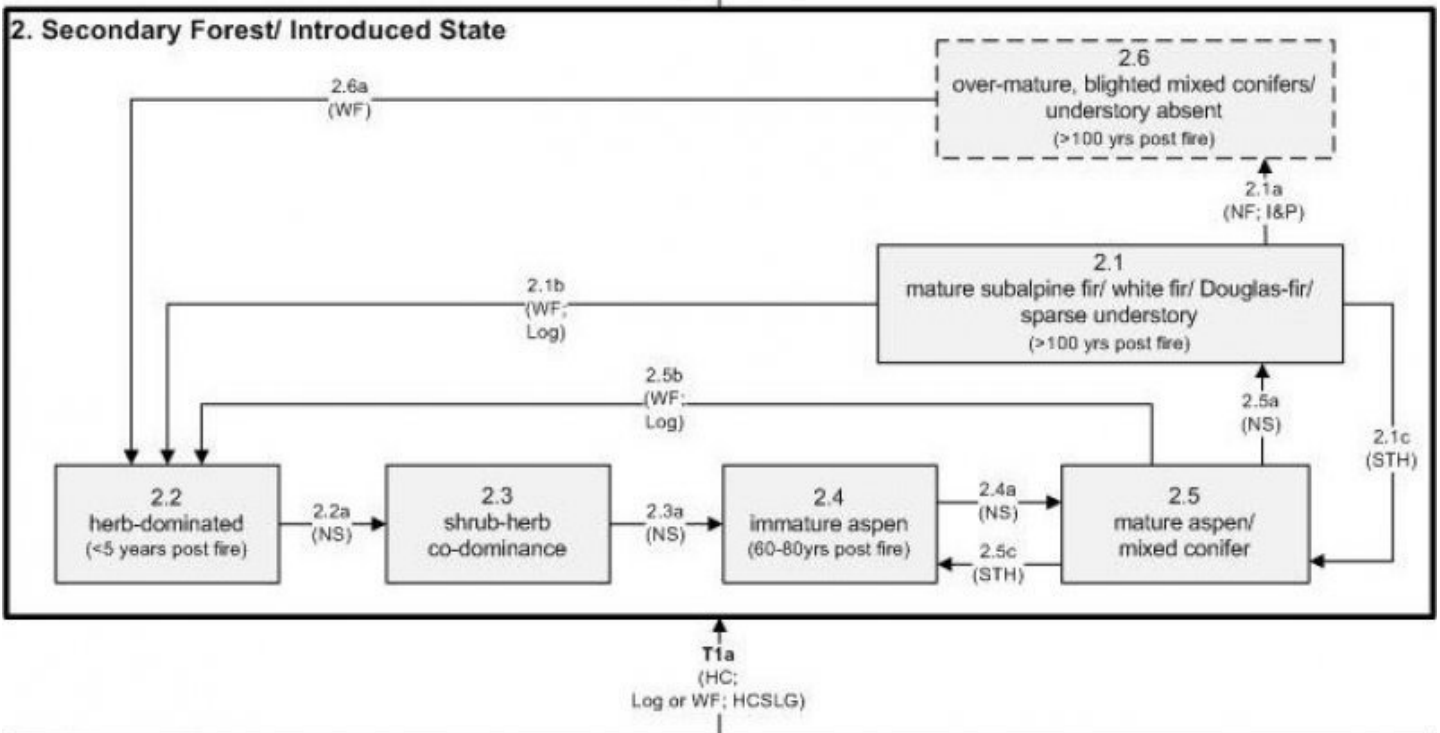 2. Secondary Forest/ Introduced State
2.6
over-mature, blighted mixed conifers/
understory absent
(>100 yrs post fire)
2.6a
(WF)
2.1a
(NF; I&P)
2.1
mature subalpine fir/ white fir/ Douglas-fir/
sparse understory
(>100 yrs post fire)
2.1b
(WF;
Log)
2.5b
(WF;
Log)
2.5a
(NS)
2.1c
(STH)
2.2
herb-dominated
(<5 years post fire)
2.2a
(NS)
2.3
shrub-herb
co-dominance
2.3a
(NS)
2.4
immature aspen
(60-80yrs post fire)
2.4a
(NS)
2.5c
(STH)
2.5
mature aspen/
mixed conifer
T1a
(HC;
Log or WF; HCSLG)